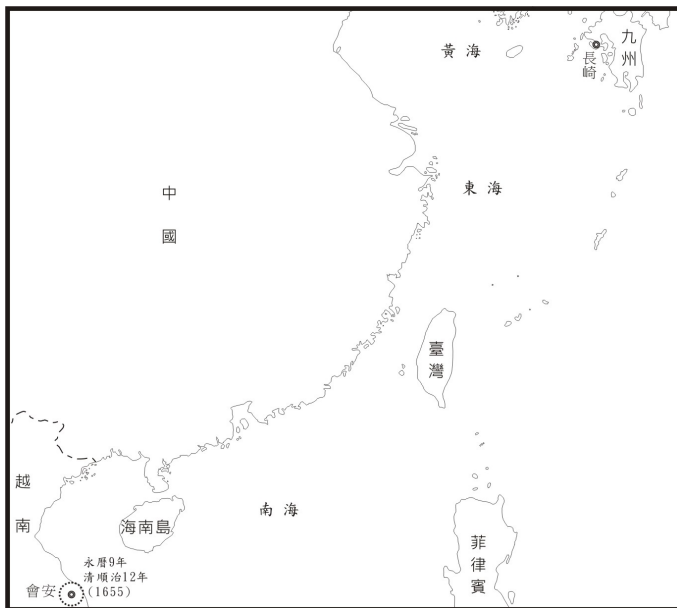 黃海
九州
長崎
中國
東海
臺灣
越南
南海
海南島
菲律賓
永曆9年
清順治12年
(1655)
會安